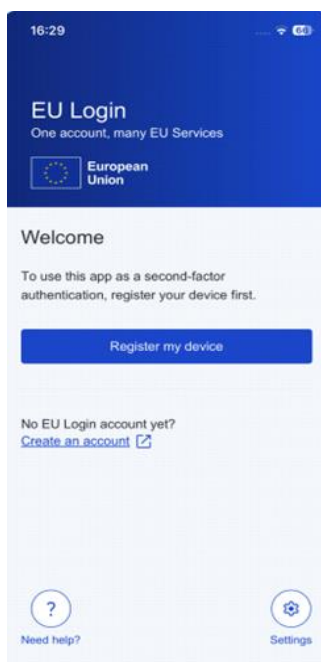 16:29
66
EU Login
One account, many EU Services
European
Union
Welcome
To use this app as a second-factor
authentication, register your device first.
Register my device
No EU Login account yet?
Create an account
?
Need help?
Settings